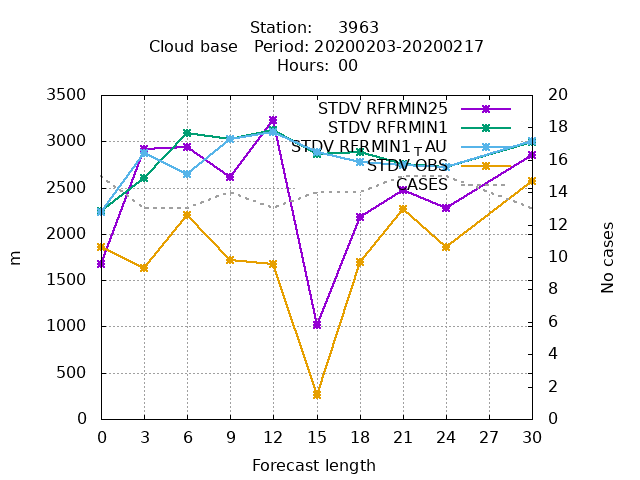 Station: 3963
Cloud base Period: 20200203-20200217
Hours: 00
3500
3000
2500
2000
1500
1000
500
0
20
18
16
14
12
10
8
6
4
2
0
STDV RFRMIN25
STDV RFRMIN1
STDV RFRMIN1_TAU
STDV OBS
CASES
m
No cases
0 3 6 9 12 15 18 21 24 27 30
Forecast length